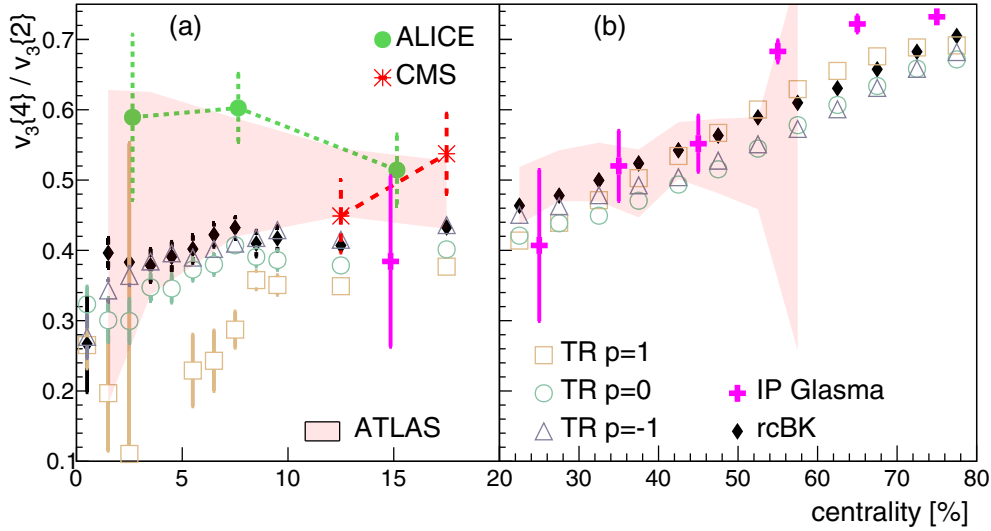 (a)
ALICE
CMS
(b)
v₃{4} / v₃{2}
0.7
0.6
0.5
0.4
0.3
0.2
0.1
ATLAS
TR p=1
TR p=0
TR p=-1
IP Glasma
rcBK
0 5 10 15 20 30 40 50 60 70 80
centrality [%]